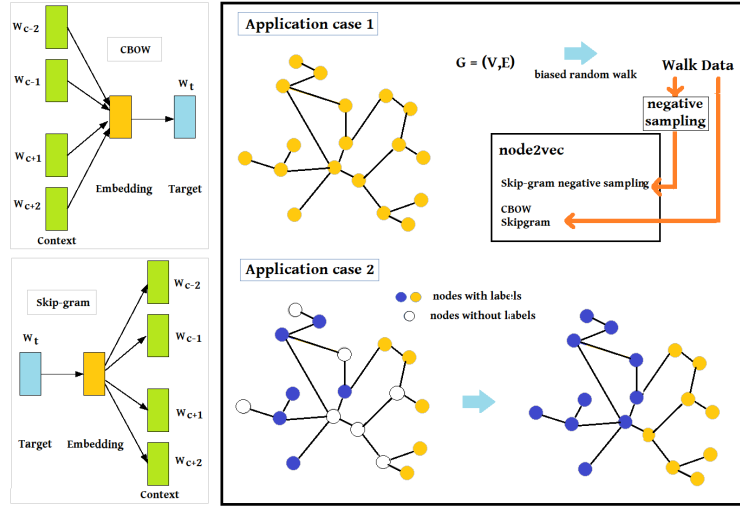 CBOW
Wc-2
Wc-1
Wc+1
Wc+2
Wt
Embedding
Target
Context
Skip-gram
Wt
Wc-2
Wc-1
Wc+1
Wc+2
Target
Embedding
Context
Application case 1
G = (V,E)
biased random walk
Walk Data
negative
sampling
node2vec
Skip-gram negative sampling
CBOW
Skipgram
Application case 2
nodes with labels
nodes without labels